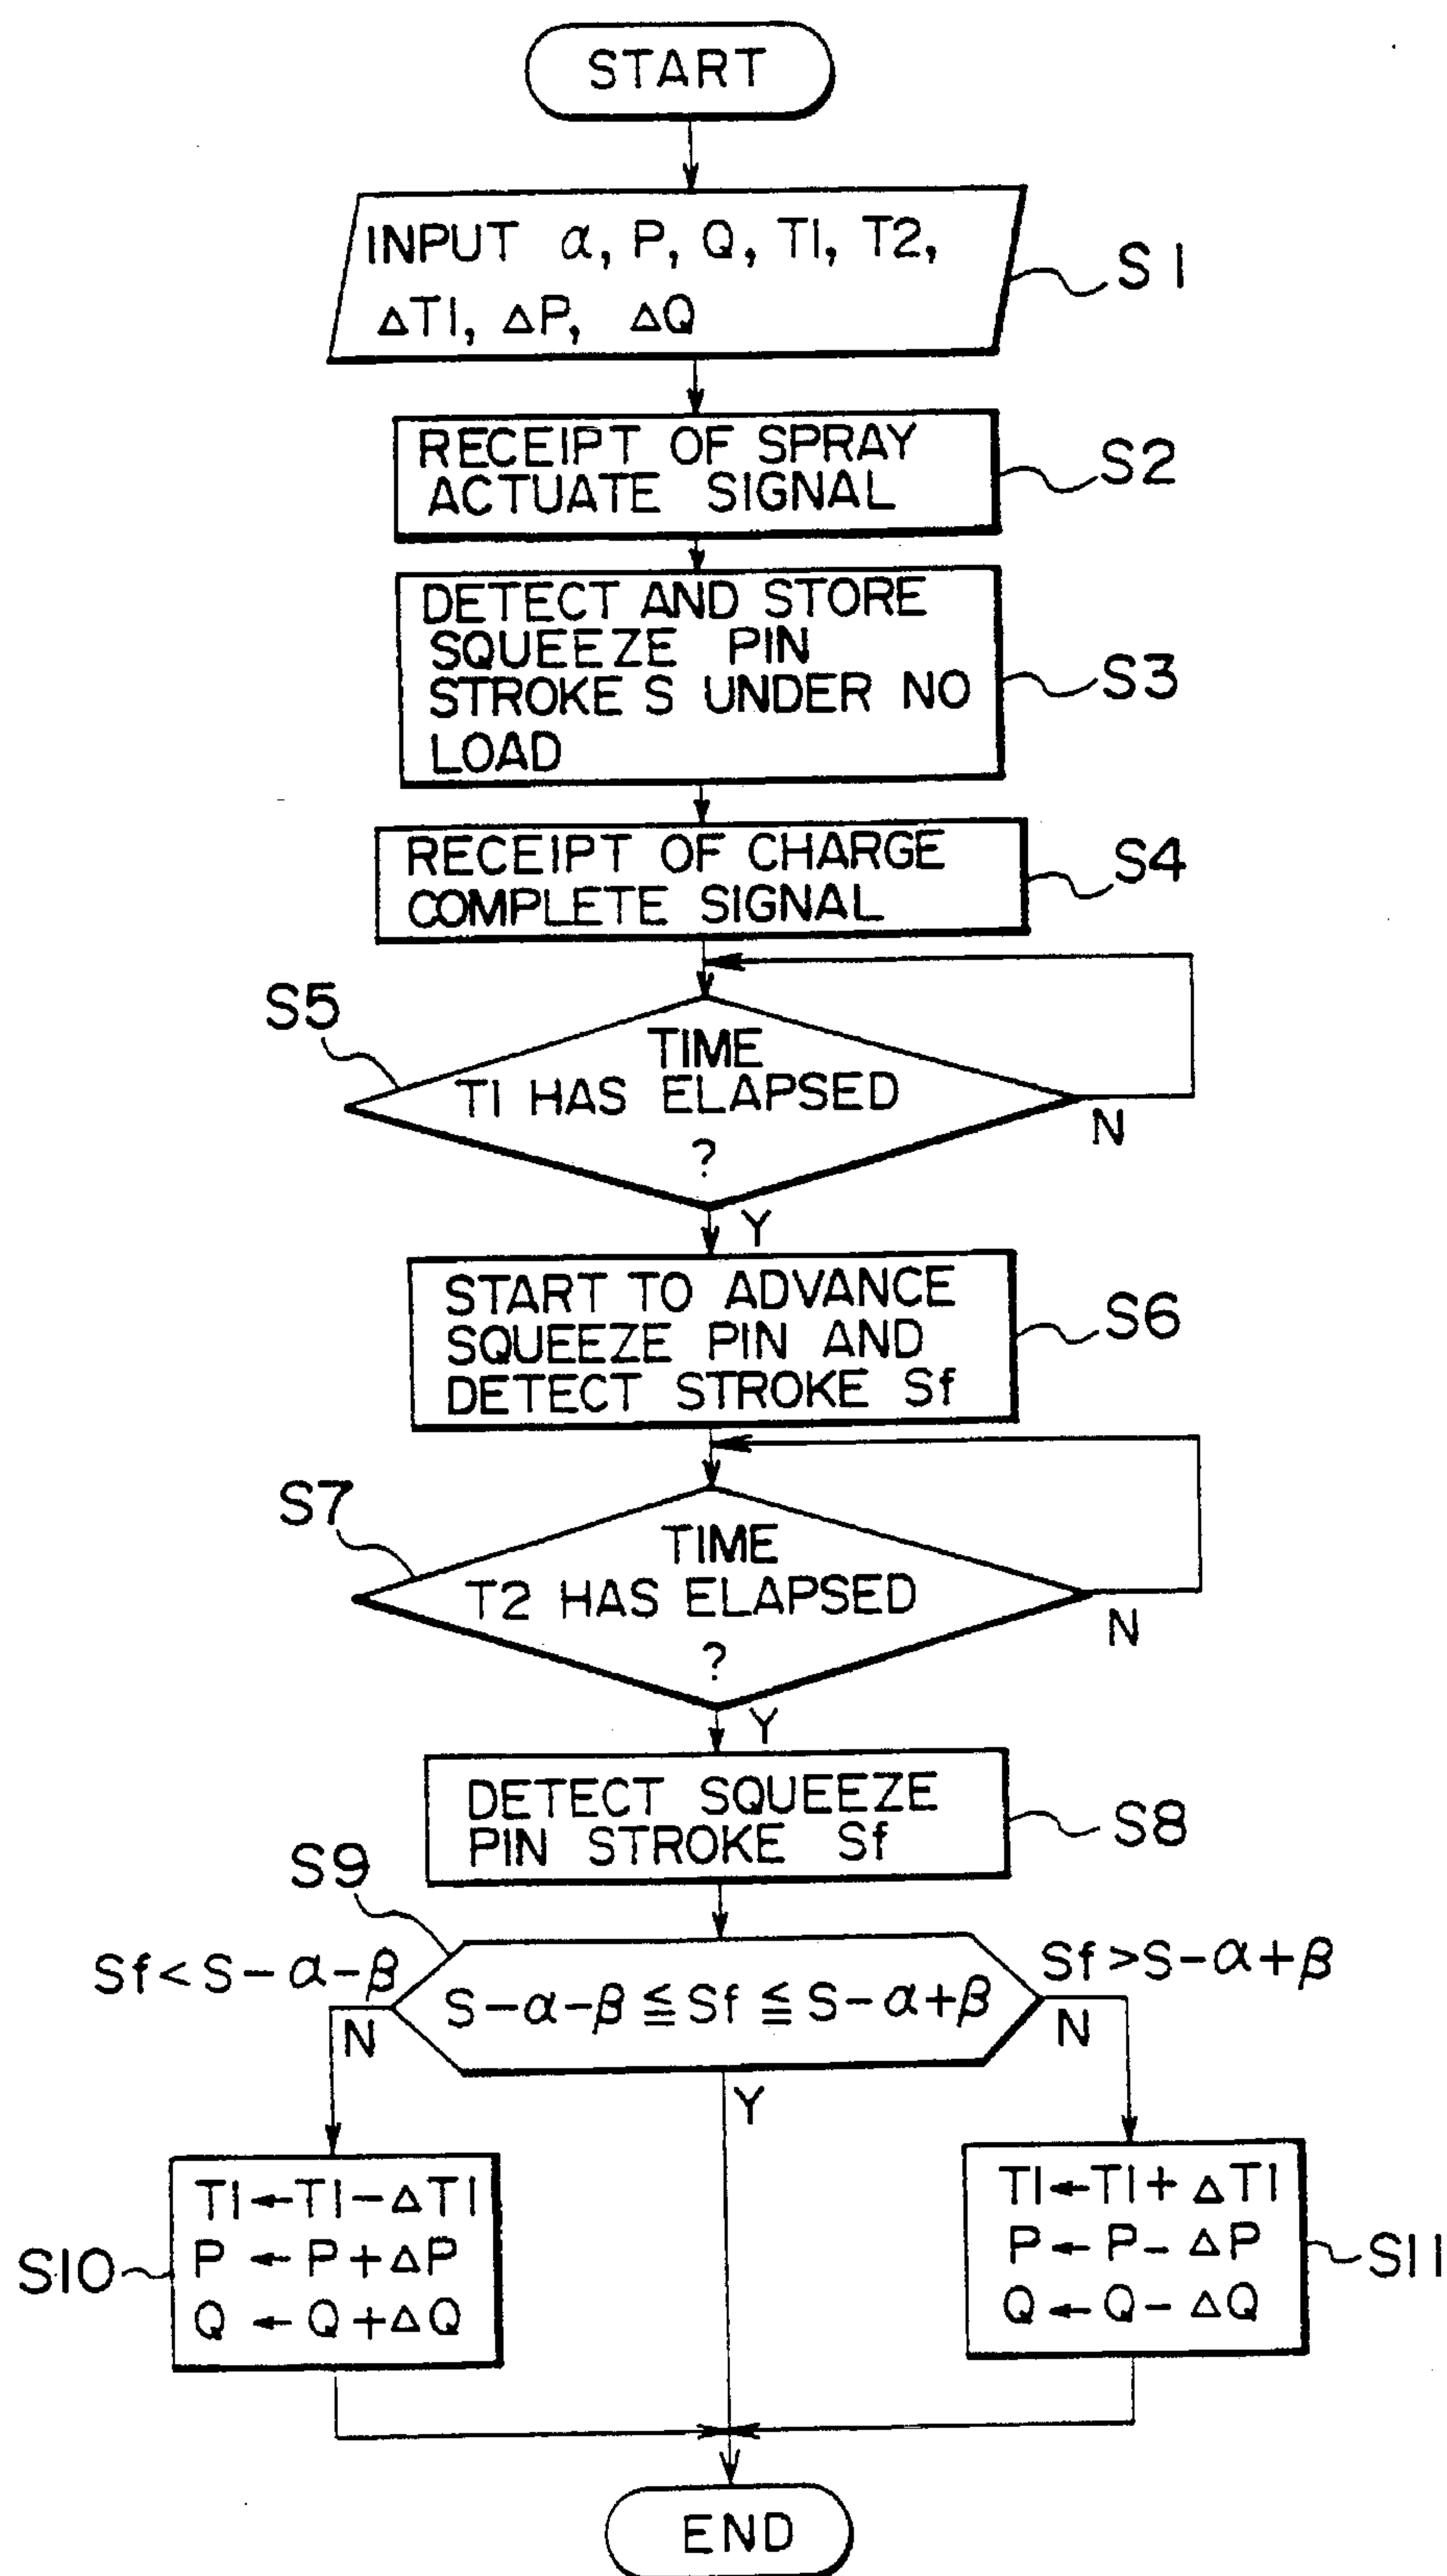 START
INPUT α, P, Q, T1, T2,
ΔT1, ΔP, ΔQ
S1
RECEIPT OF SPRAY
ACTUATE SIGNAL
S2
DETECT AND STORE
SQUEEZE PIN
STROKE S UNDER NO
LOAD
S3
RECEIPT OF CHARGE
COMPLETE SIGNAL
S4
S5
TIME
T1 HAS ELAPSED
?
N
Y
START TO ADVANCE
SQUEEZE PIN AND
DETECT STROKE Sf
S6
S7
TIME
T2 HAS ELAPSED
?
N
Y
DETECT SQUEEZE
PIN STROKE Sf
S8
S9
Sf<S-α-β
S-α-β≦Sf≦S-α+β
Sf>S-α+β
N
N
Y
T1←T1-ΔT1
P←P+ΔP
Q←Q+ΔQ
S10
T1←T1+ΔT1
P←P-ΔP
Q←Q-ΔQ
S11
END